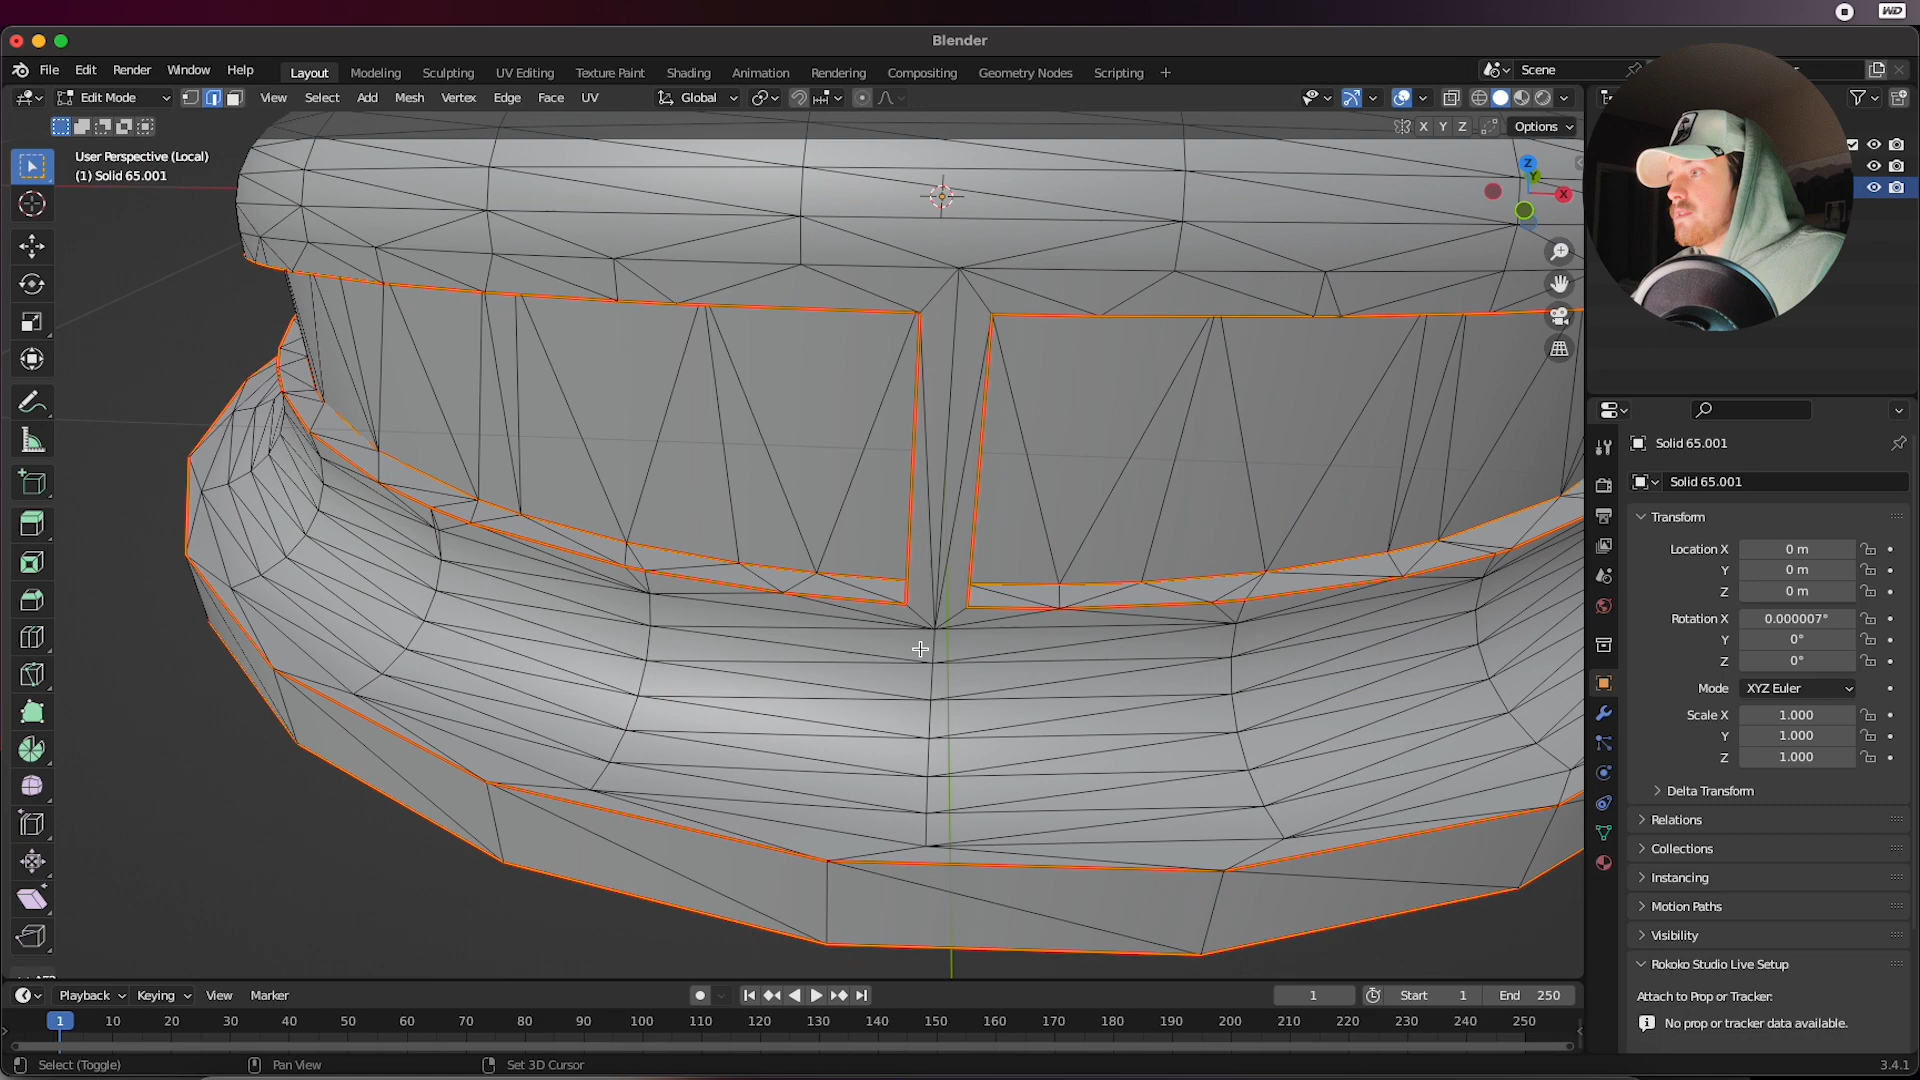 WD
Blender
File Edit Render Window Help
Layout Modeling Sculpting UV Editing Texture Paint Shading Animation Rendering Compositing Geometry Nodes Scripting +
Scene
Edit Mode View Select Add Mesh Vertex Edge Face UV Global
X Y Z Options
User Perspective (Local)
(1) Solid 65.001
Z
Y
X
Solid 65.001
Solid 65.001
Transform
Location X 0 m
Y 0 m
Z 0 m
Rotation X 0.000007°
Y 0°
Z 0°
Mode XYZ Euler
Scale X 1.000
Y 1.000
Z 1.000
Delta Transform
Relations
Collections
Instancing
Motion Paths
Visibility
Rokoko Studio Live Setup
Attach to Prop or Tracker:
No prop or tracker data available.
Playback Keying View Marker 1 Start 1 End 250
1 10 20 30 40 50 60 70 80 90 100 110 120 130 140 150 160 170 180 190 200 210 220 230 240 250
Select (Toggle) Pan View Set 3D Cursor 3.4.1